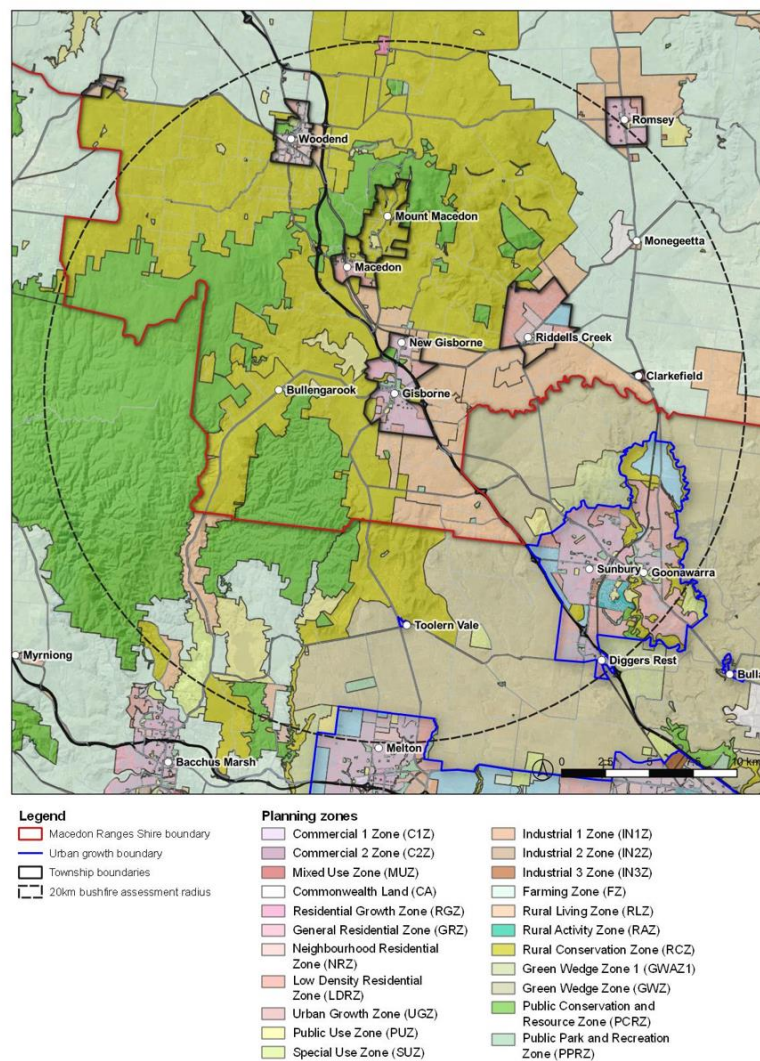 Romsey
Woodend
Mount Macedon
Monegeetta
Macedon
New Gisborne
Riddells Creek
Clarkefield
Bullengarook
Gisborne
Sunbury
Goonawarra
Toolern Vale
Myrniong
Diggers Rest
Bulla
Melton
Bacchus Marsh
0 2.5 5 7.5 10 km
Legend
Macedon Ranges Shire boundary
Urban growth boundary
Township boundaries
20km bushfire assessment radius
Planning zones
Commercial 1 Zone (C1Z)
Commercial 2 Zone (C2Z)
Mixed Use Zone (MUZ)
Commonwealth Land (CA)
Residential Growth Zone (RGZ)
General Residential Zone (GRZ)
Neighbourhood Residential
Zone (NRZ)
Low Density Residential
Zone (LDRZ)
Urban Growth Zone (UGZ)
Public Use Zone (PUZ)
Special Use Zone (SUZ)
Industrial 1 Zone (IN1Z)
Industrial 2 Zone (IN2Z)
Industrial 3 Zone (IN3Z)
Farming Zone (FZ)
Rural Living Zone (RLZ)
Rural Activity Zone (RAZ)
Rural Conservation Zone (RCZ)
Green Wedge Zone 1 (GWAZ1)
Green Wedge Zone (GWZ)
Public Conservation and
Resource Zone (PCRZ)
Public Park and Recreation
Zone (PPRZ)